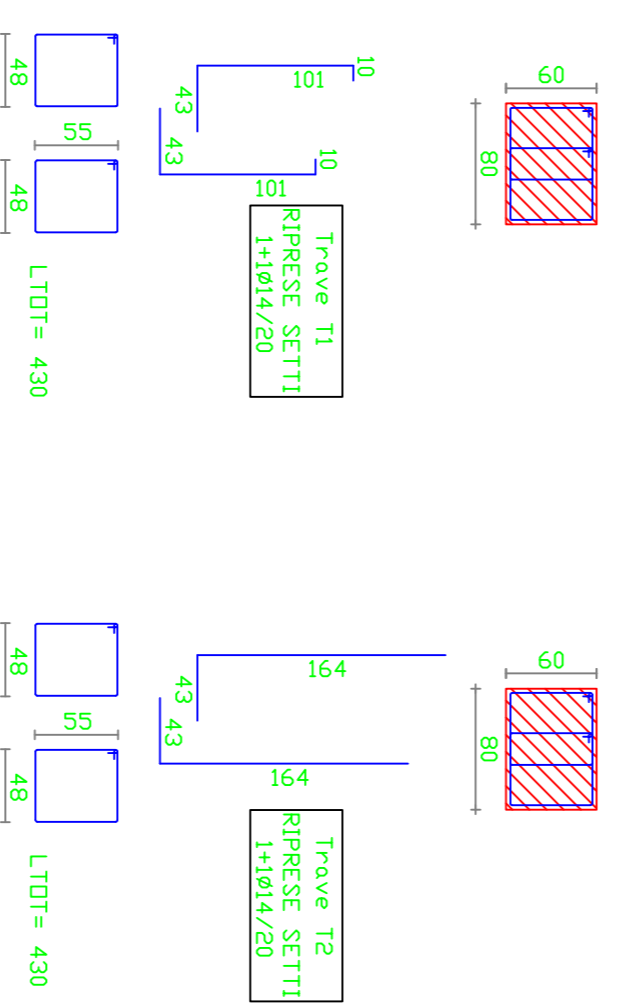 60
80
10
101
43
10
101
43
Trave T1
RIPRESE SETTI
1+1Ø14/20
48
55
48
LTOT= 430
60
80
164
43
164
43
Trave T2
RIPRESE SETTI
1+1Ø14/20
48
55
48
LTOT= 430